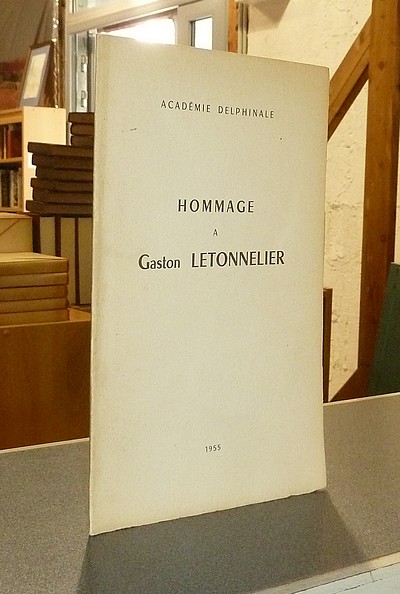 ACADÉMIE DELPHINALE
HOMMAGE
A
Gaston LETONNELIER
1955